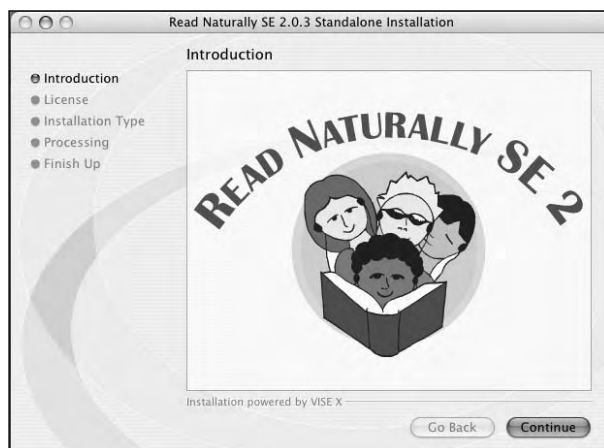 Read Naturally SE 2.0.3 Standalone Installation
Introduction
Introduction
License
Installation Type
Processing
Finish Up
READ NATURALLY SE 2
Installation powered by VISE X
Go Back
Continue